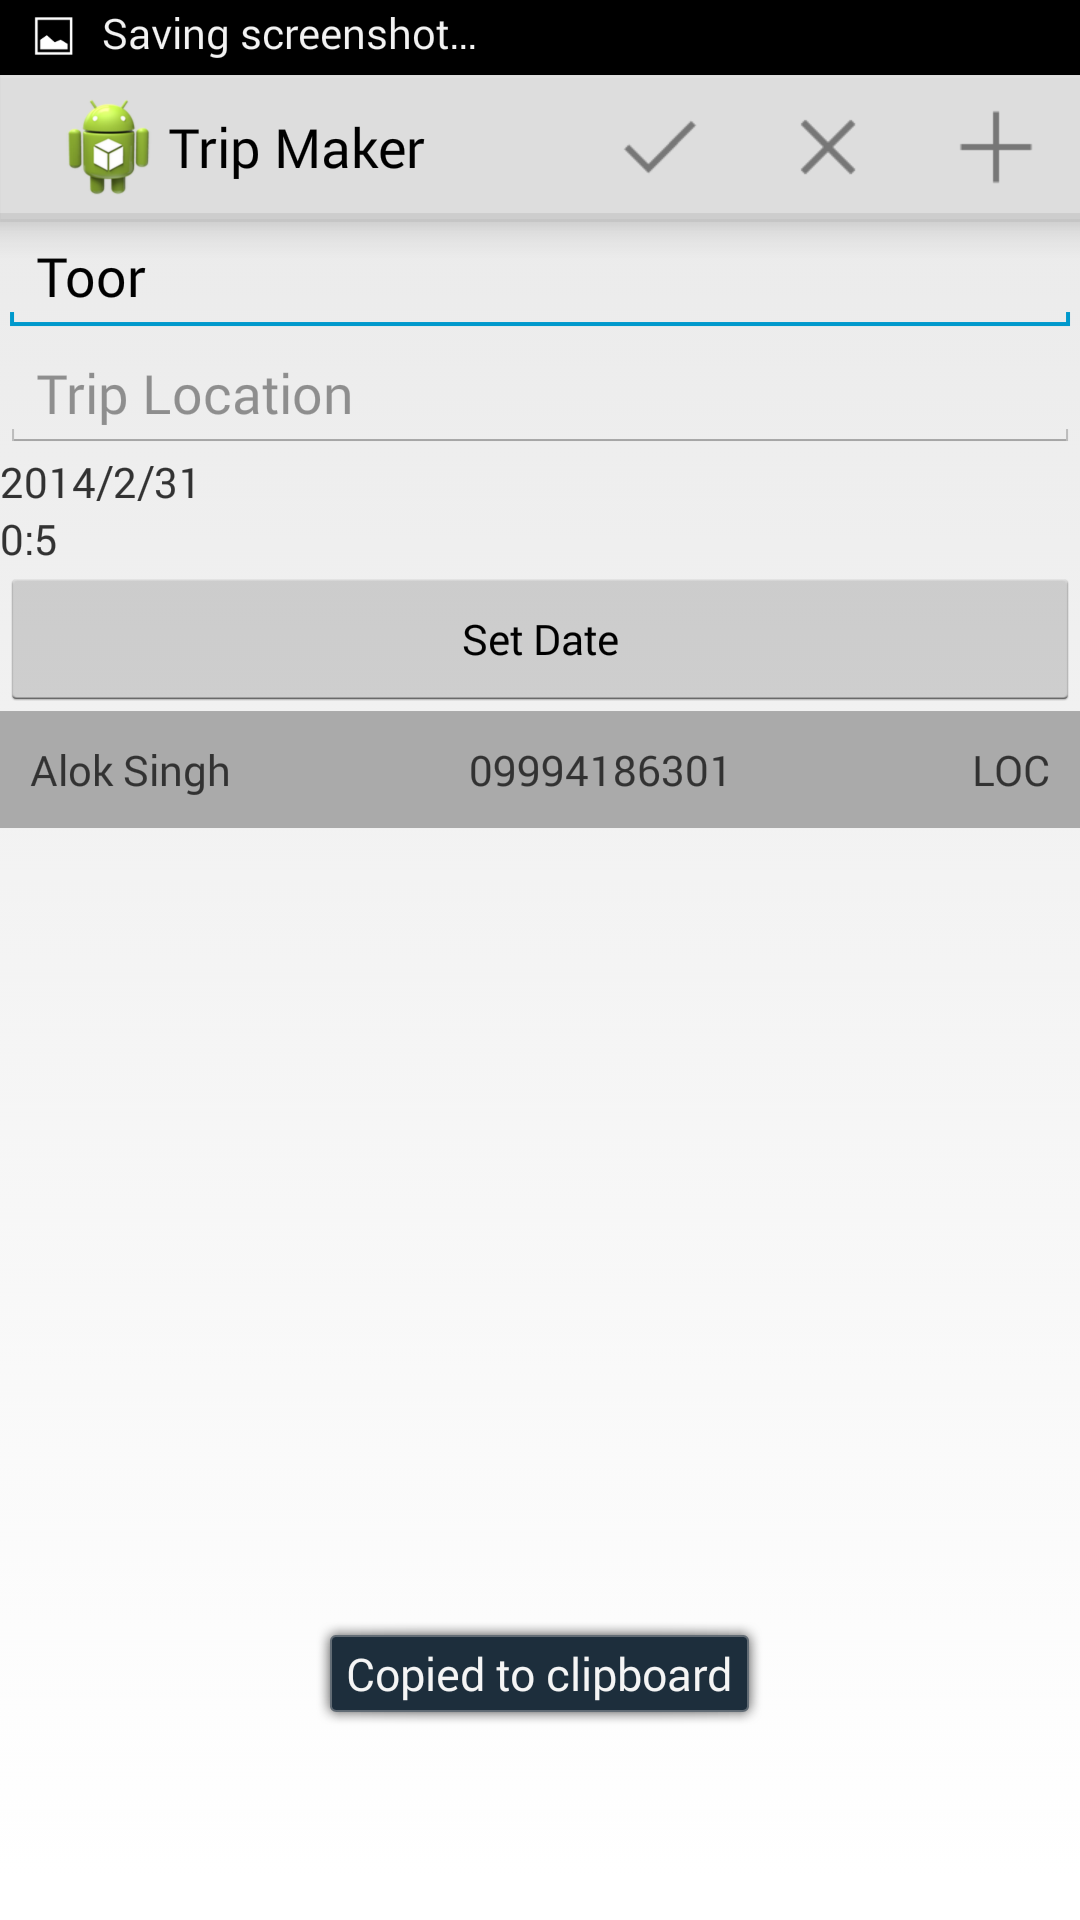 Saving screenshot...
Trip Maker
Toor
Trip Location
2014/2/31
0:5
Set Date
Alok Singh 09994186301 LOC
Copied to clipboard